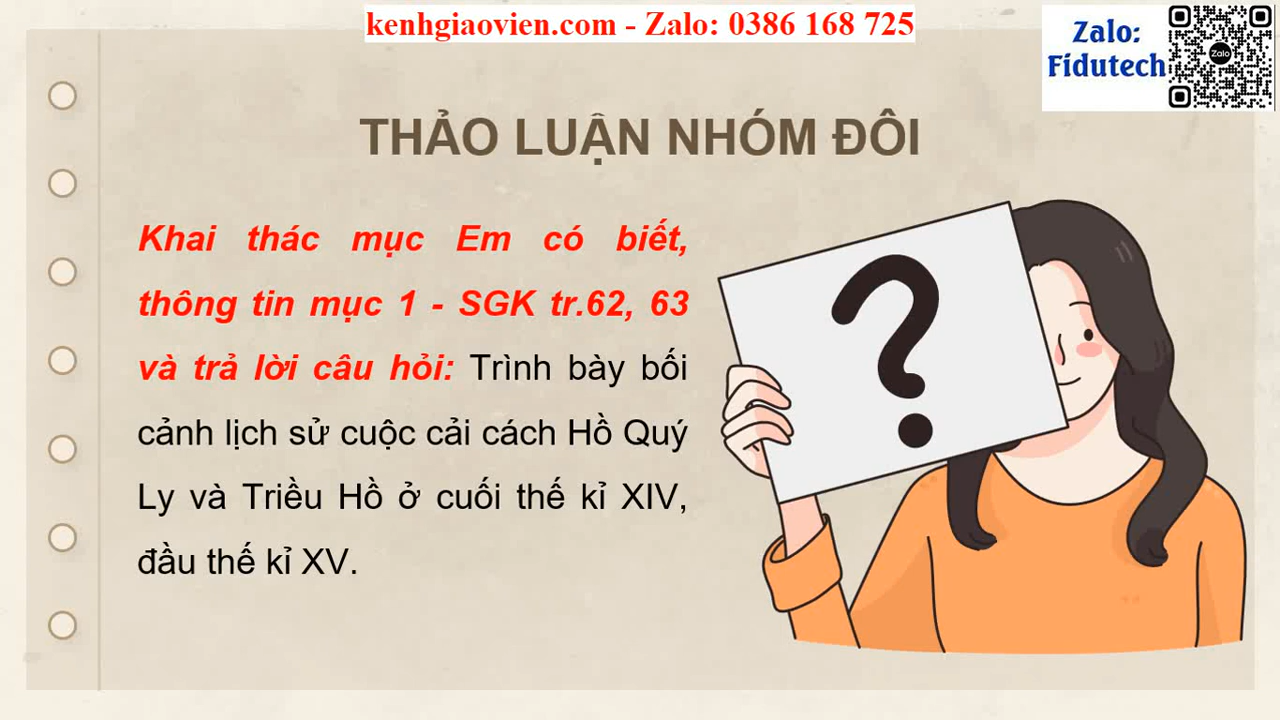 kenhgiaovien.com - Zalo: 0386 168 725
Zalo:
Fidutech
Zalo
THẢO LUẬN NHÓM ĐÔI
Khai thác mục Em có biết,
thông tin mục 1 - SGK tr.62, 63
và trả lời câu hỏi: Trình bày bối
cảnh lịch sử cuộc cải cách Hồ Quý
Ly và Triều Hồ ở cuối thế kỉ XIV,
đầu thế kỉ XV.
?